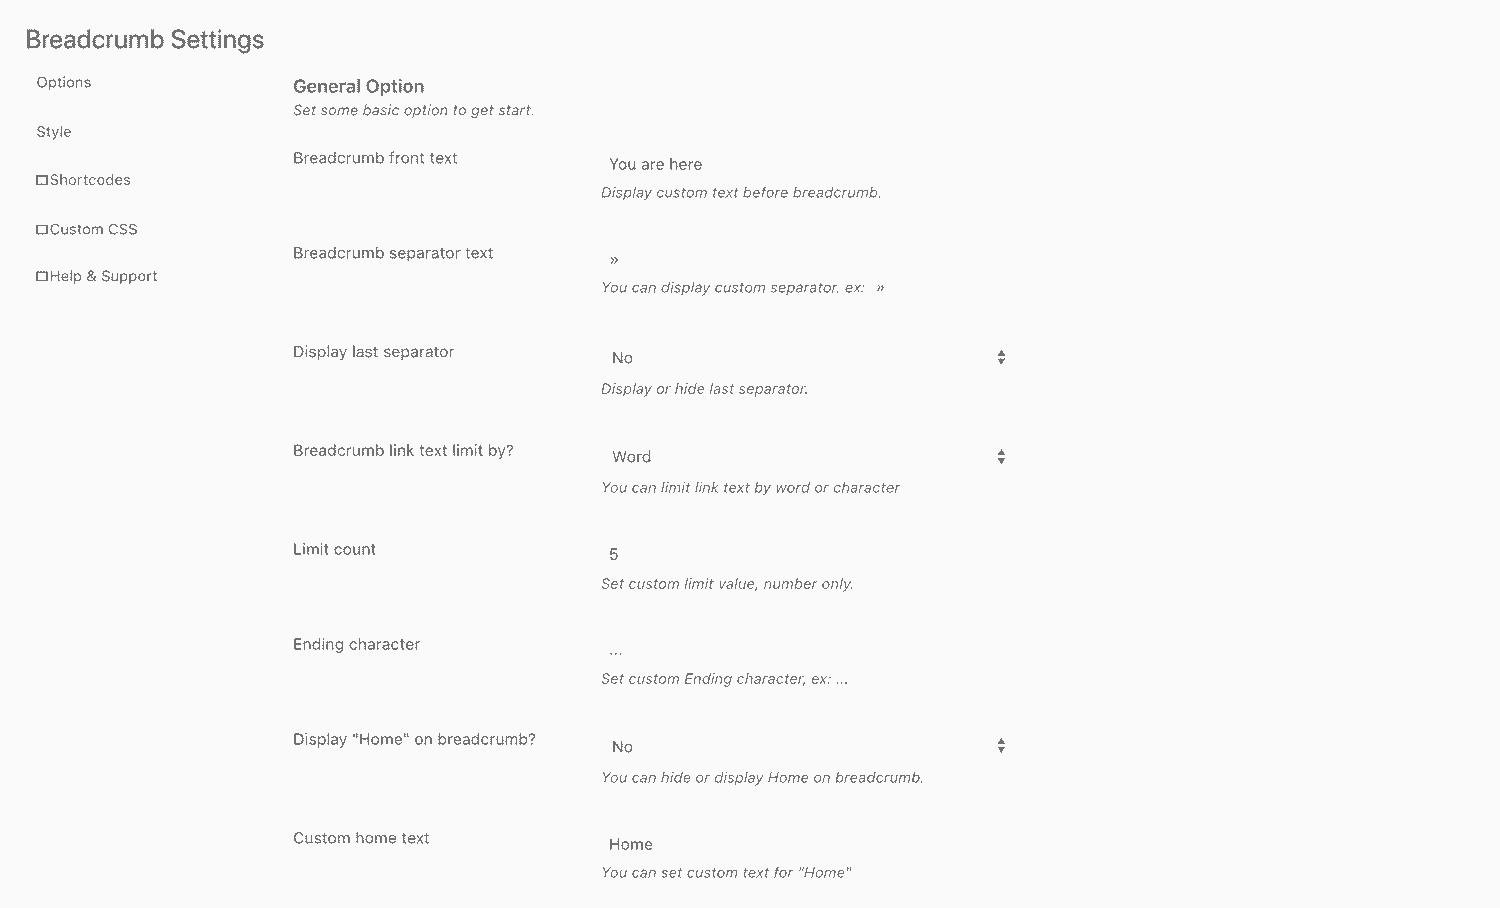 Breadcrumb Settings
Options
Style
Shortcodes
Custom CSS
Help & Support
General Option
Set some basic option to get start.
Breadcrumb front text
You are here
Display custom text before breadcrumb.
Breadcrumb separator text
»
You can display custom separator. ex: »
Display last separator
No
Display or hide last separator.
Breadcrumb link text limit by?
Word
You can limit link text by word or character
Limit count
5
Set custom limit value, number only.
Ending character
...
Set custom Ending character, ex: ...
Display "Home" on breadcrumb?
No
You can hide or display Home on breadcrumb.
Custom home text
Home
You can set custom text for "Home"